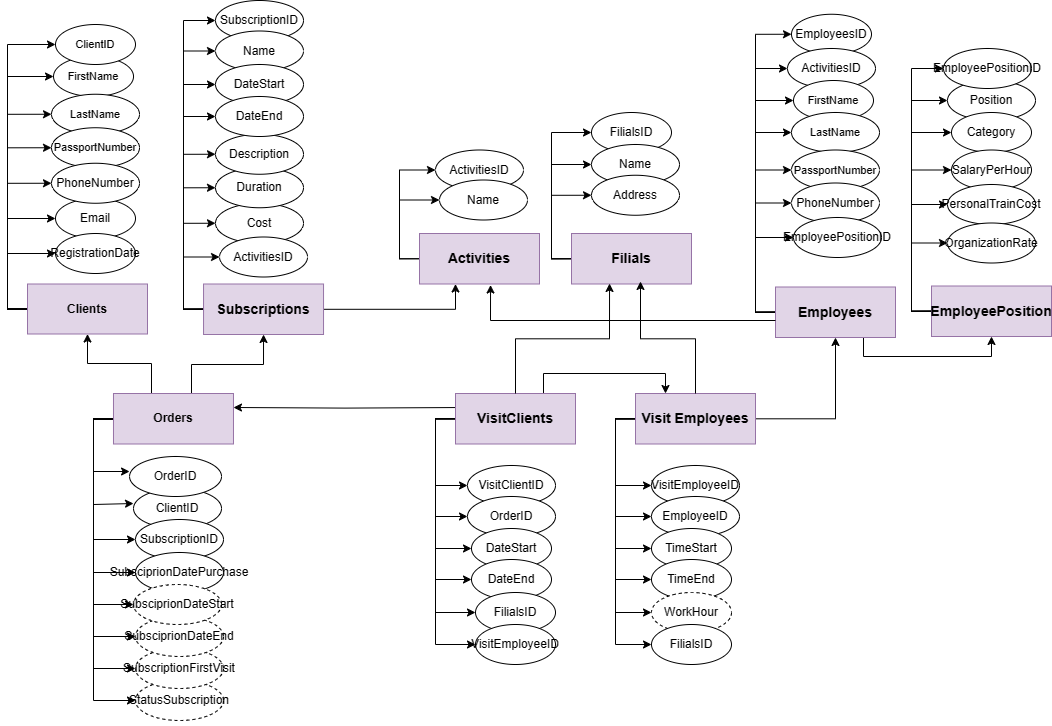 ClientID
FirstName
LastName
PassportNumber
PhoneNumber
Email
RegistrationDate
Clients
SubscriptionID
Name
DateStart
DateEnd
Description
Duration
Cost
ActivitiesID
Subscriptions
ActivitiesID
Name
Activities
FilialsID
Name
Address
Filials
EmployeesID
ActivitiesID
FirstName
LastName
PassportNumber
PhoneNumber
EmployeePositionID
Employees
EmployeePositionID
Position
Category
SalaryPerHour
PersonalTrainCost
OrganizationRate
EmployeePosition
Orders
OrderID
ClientID
SubscriptionID
SubsciprionDatePurchase
SubsciprionDateStart
SubsciprionDateEnd
SubscriptionFirstVisit
StatusSubscription
VisitClients
VisitClientID
OrderID
DateStart
DateEnd
FilialsID
VisitEmployeeID
Visit Employees
VisitEmployeeID
EmployeeID
TimeStart
TimeEnd
WorkHour
FilialsID